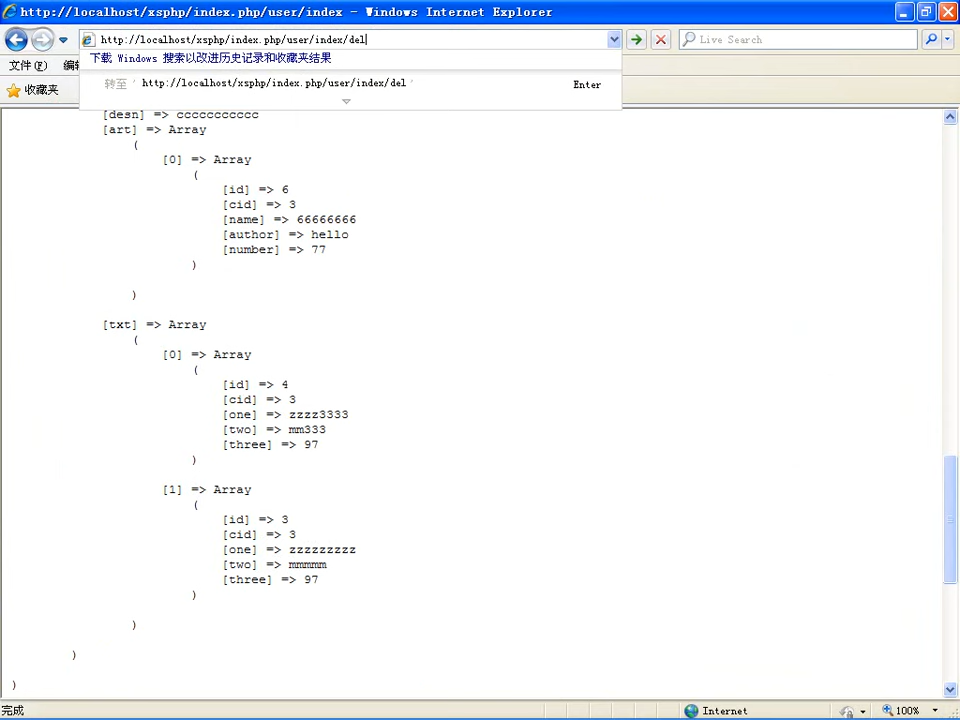 http://localhost/xsphp/index.php/user/index - Windows Internet Explorer
http://localhost/xsphp/index.php/user/index/del
Live Search
下载 Windows 搜索以改进历史记录和收藏夹结果
文件(F) 编辑
转至 ' http://localhost/xsphp/index.php/user/index/del ' Enter
收藏夹
[desn] => ccccccccccc
[art] => Array
(
[0] => Array
(
[id] => 6
[cid] => 3
[name] => 66666666
[author] => hello
[number] => 77
)
)
[txt] => Array
(
[0] => Array
(
[id] => 4
[cid] => 3
[one] => zzzz3333
[two] => mm333
[three] => 97
)
[1] => Array
(
[id] => 3
[cid] => 3
[one] => zzzzzzzzz
[two] => mmmmm
[three] => 97
)
)
)
)
完成 Internet 100%